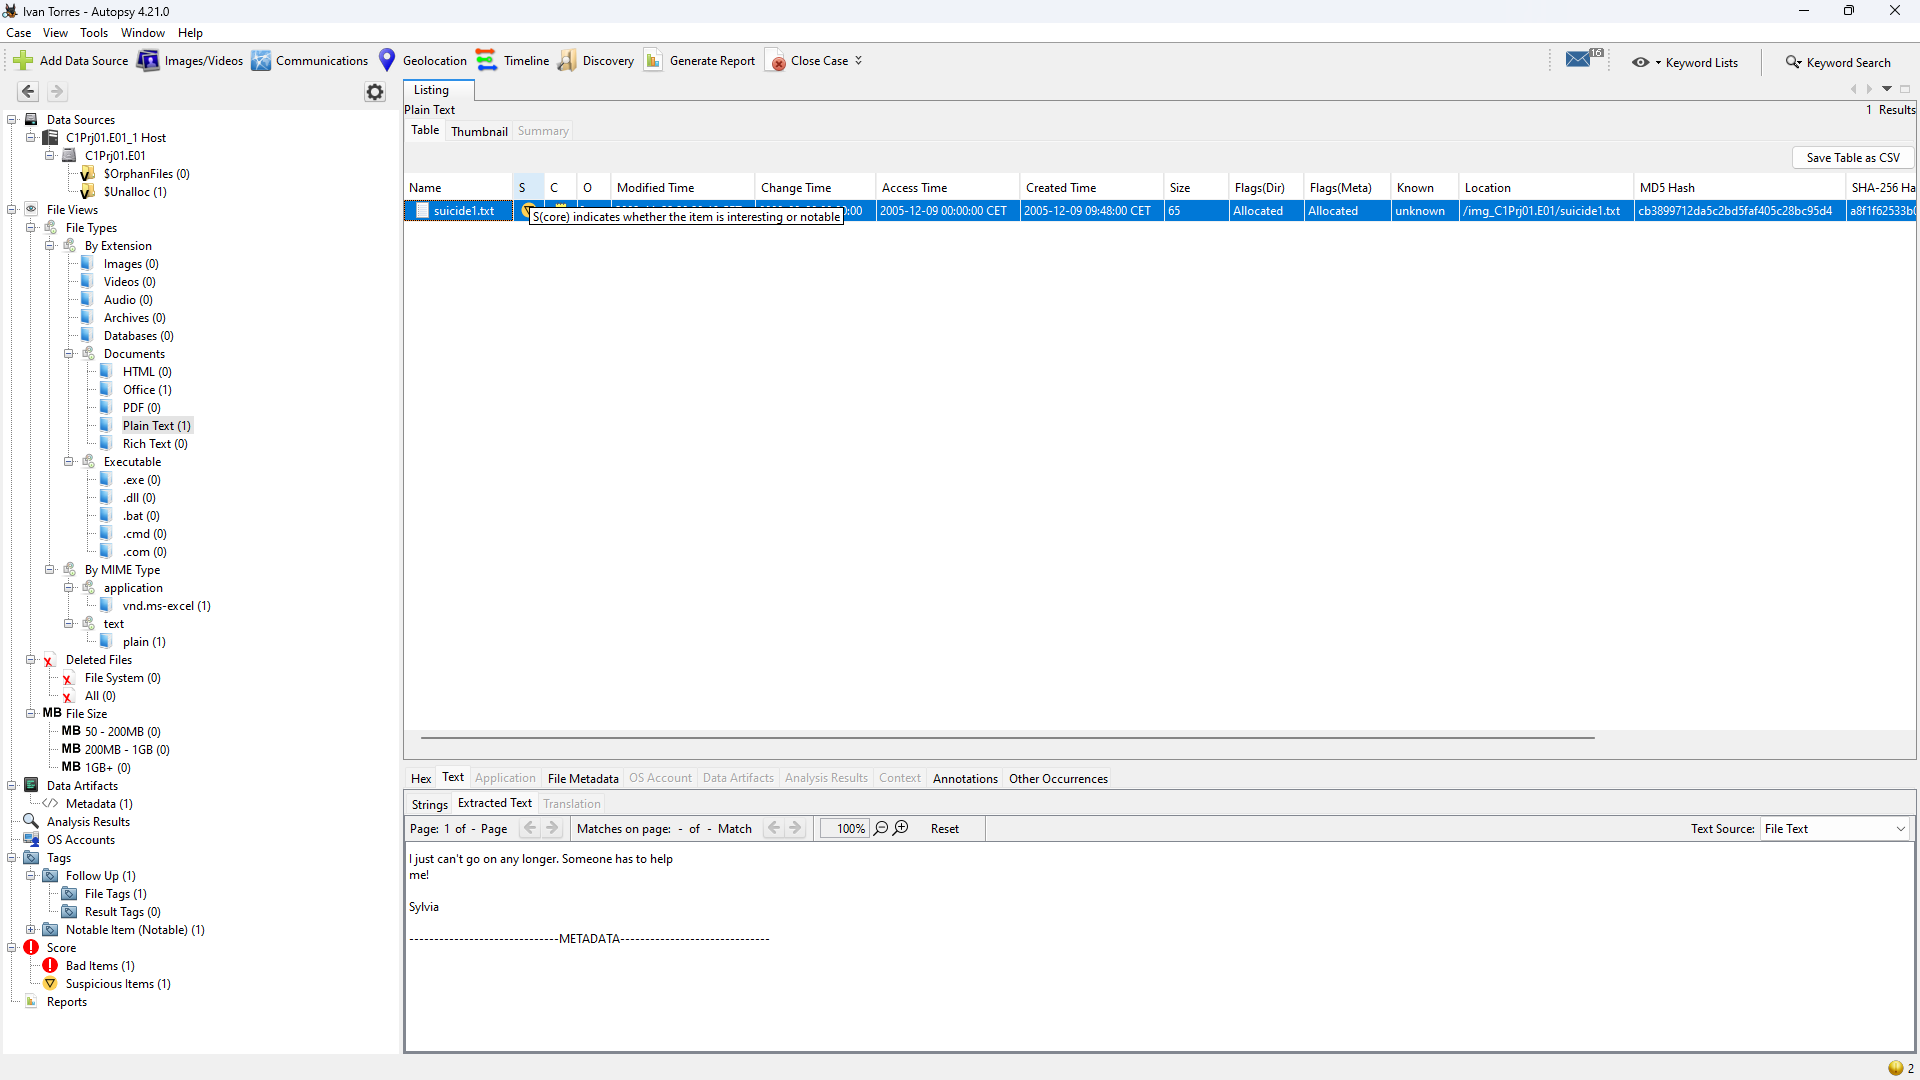 Ivan Torres - Autopsy 4.21.0
Case View Tools Window Help
Add Data Source Images/Videos Communications Geolocation Timeline Discovery Generate Report Close Case
16
Keyword Lists
Keyword Search
Data Sources
C1Prj01.E01_1 Host
C1Prj01.E01
$OrphanFiles (0)
$Unalloc (1)
File Views
File Types
By Extension
Images (0)
Videos (0)
Audio (0)
Archives (0)
Databases (0)
Documents
HTML (0)
Office (1)
PDF (0)
Plain Text (1)
Rich Text (0)
Executable
.exe (0)
.dll (0)
.bat (0)
.cmd (0)
.com (0)
By MIME Type
application
vnd.ms-excel (1)
text
plain (1)
Deleted Files
File System (0)
All (0)
MB File Size
MB 50 - 200MB (0)
MB 200MB - 1GB (0)
MB 1GB+ (0)
Data Artifacts
Metadata (1)
Analysis Results
OS Accounts
Tags
Follow Up (1)
File Tags (1)
Result Tags (0)
Notable Item (Notable) (1)
Score
Bad Items (1)
Suspicious Items (1)
Reports
Listing
Plain Text
1 Results
Table Thumbnail Summary
Save Table as CSV
Name S C O Modified Time Change Time Access Time Created Time Size Flags(Dir) Flags(Meta) Known Location MD5 Hash SHA-256 Ha
suicide1.txt 2005-12-09 00:00:00 CET 2005-12-09 09:48:00 CET 65 Allocated Allocated unknown /img_C1Prj01.E01/suicide1.txt cb3899712da5c2bd5faf405c28bc95d4 a8f1f62533b
S(core) indicates whether the item is interesting or notable
Hex Text Application File Metadata OS Account Data Artifacts Analysis Results Context Annotations Other Occurrences
Strings Extracted Text Translation
Page: 1 of - Page Matches on page: - of - Match 100% Reset Text Source: File Text
I just can't go on any longer. Someone has to help
me!
Sylvia
------------------------------METADATA------------------------------
2